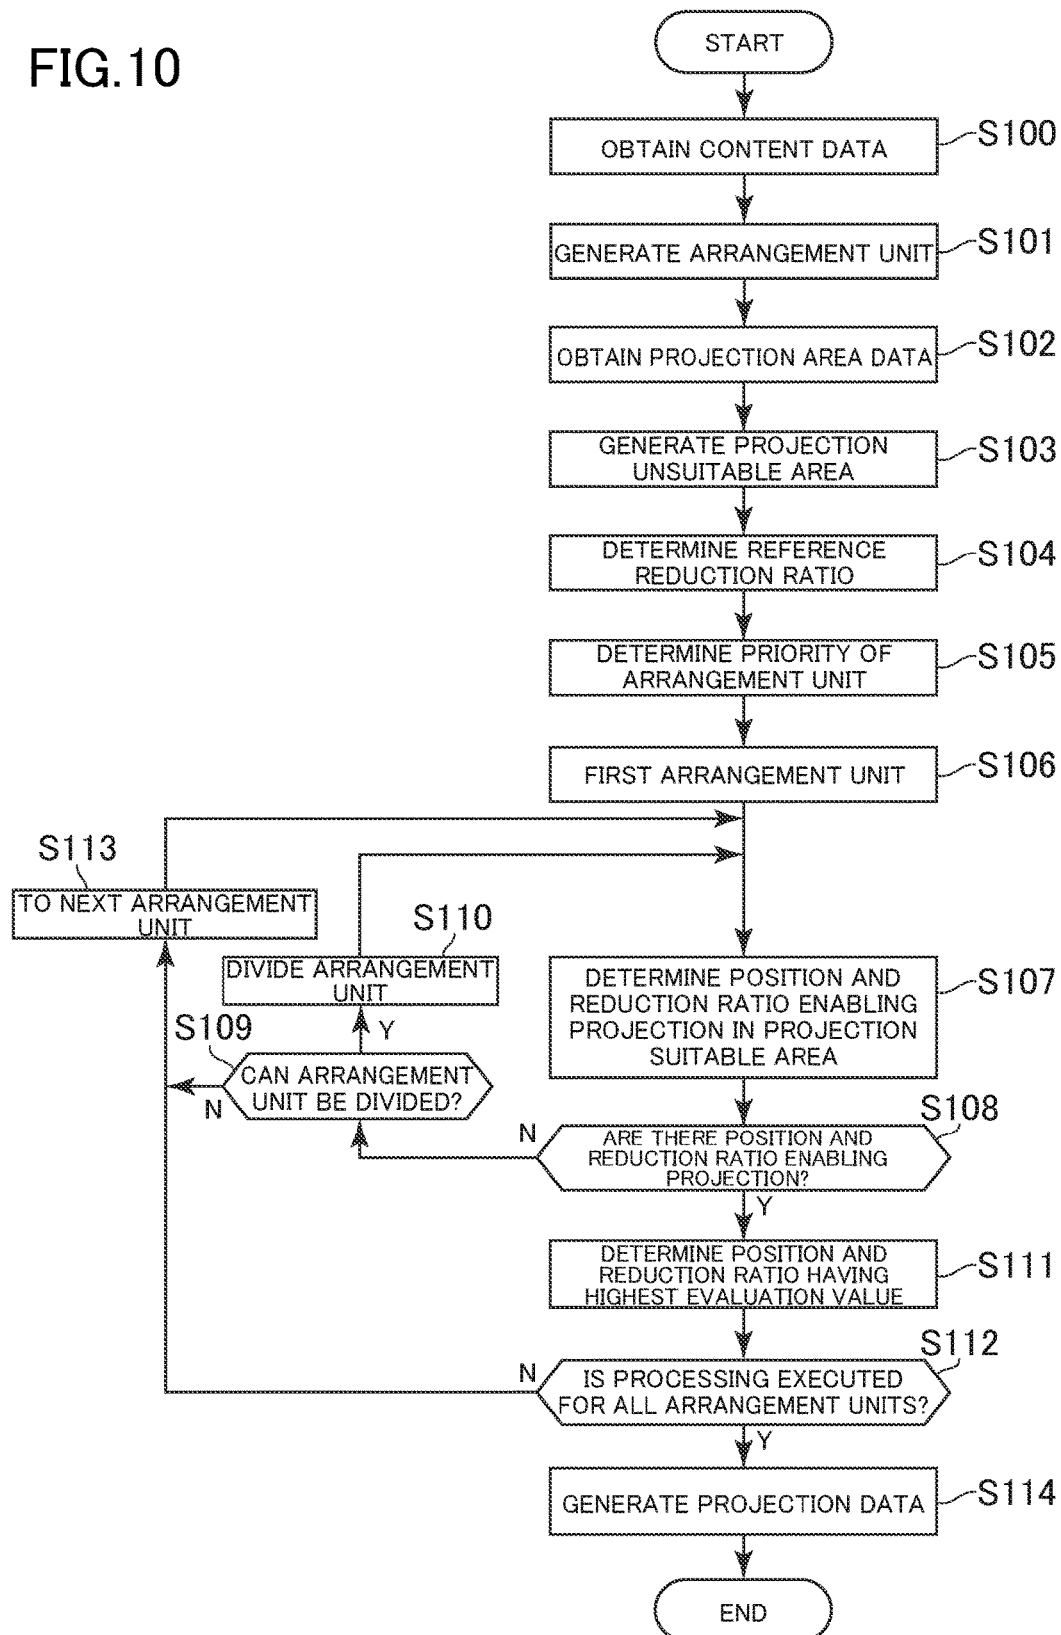 FIG.10
START
OBTAIN CONTENT DATA
S100
GENERATE ARRANGEMENT UNIT
S101
OBTAIN PROJECTION AREA DATA
S102
GENERATE PROJECTION
UNSUITABLE AREA
S103
DETERMINE REFERENCE
REDUCTION RATIO
S104
DETERMINE PRIORITY OF
ARRANGEMENT UNIT
S105
FIRST ARRANGEMENT UNIT
S106
S113
TO NEXT ARRANGEMENT
UNIT
S110
DIVIDE ARRANGEMENT
UNIT
DETERMINE POSITION AND
REDUCTION RATIO ENABLING
PROJECTION IN PROJECTION
SUITABLE AREA
S107
S109
Y
CAN ARRANGEMENT
UNIT BE DIVIDED?
N
S108
N
ARE THERE POSITION AND
REDUCTION RATIO ENABLING
PROJECTION?
Y
DETERMINE POSITION AND
REDUCTION RATIO HAVING
HIGHEST EVALUATION VALUE
S111
S112
N
IS PROCESSING EXECUTED
FOR ALL ARRANGEMENT UNITS?
Y
GENERATE PROJECTION DATA
S114
END